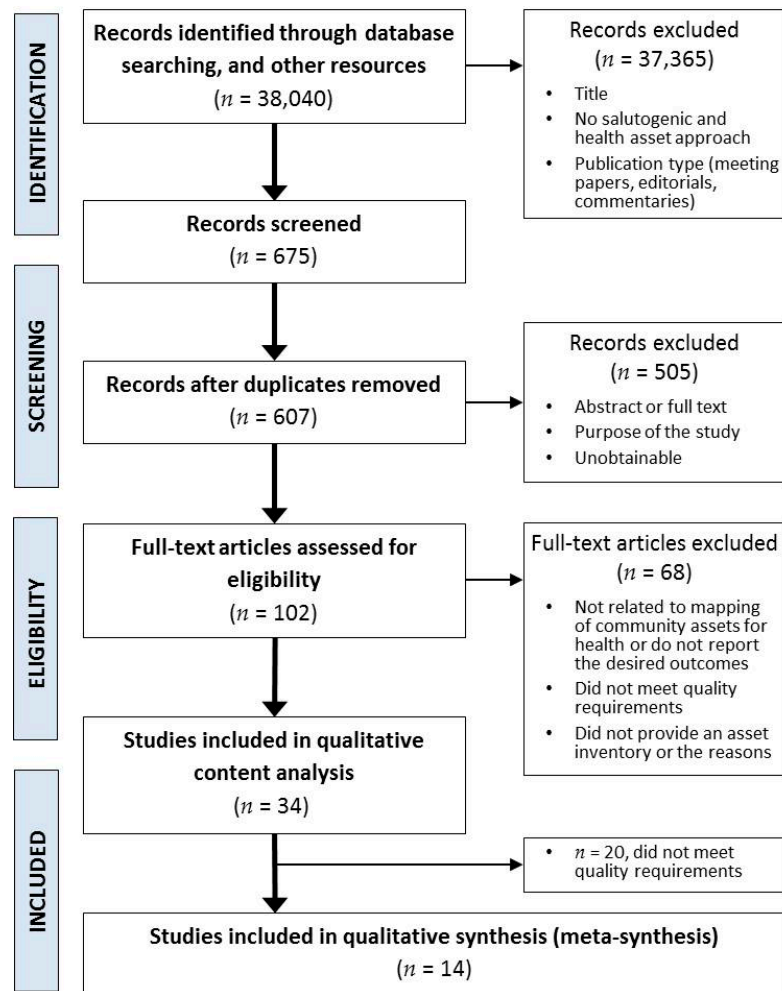 IDENTIFICATION
Records identified through database
searching, and other resources
(n = 38,040)
Records excluded
(n = 37,365)
• Title
• No salutogenic and
health asset approach
• Publication type (meeting
papers, editorials,
commentaries)
Records screened
(n = 675)
SCREENING
Records after duplicates removed
(n = 607)
Records excluded
(n = 505)
• Abstract or full text
• Purpose of the study
• Unobtainable
ELIGIBILITY
Full-text articles assessed for
eligibility
(n = 102)
Full-text articles excluded
(n = 68)
• Not related to mapping
of community assets for
health or do not report
the desired outcomes
• Did not meet quality
requirements
• Did not provide an asset
inventory or the reasons
Studies included in qualitative
content analysis
(n = 34)
INCLUDED
• n = 20, did not meet
quality requirements
Studies included in qualitative synthesis (meta-synthesis)
(n = 14)